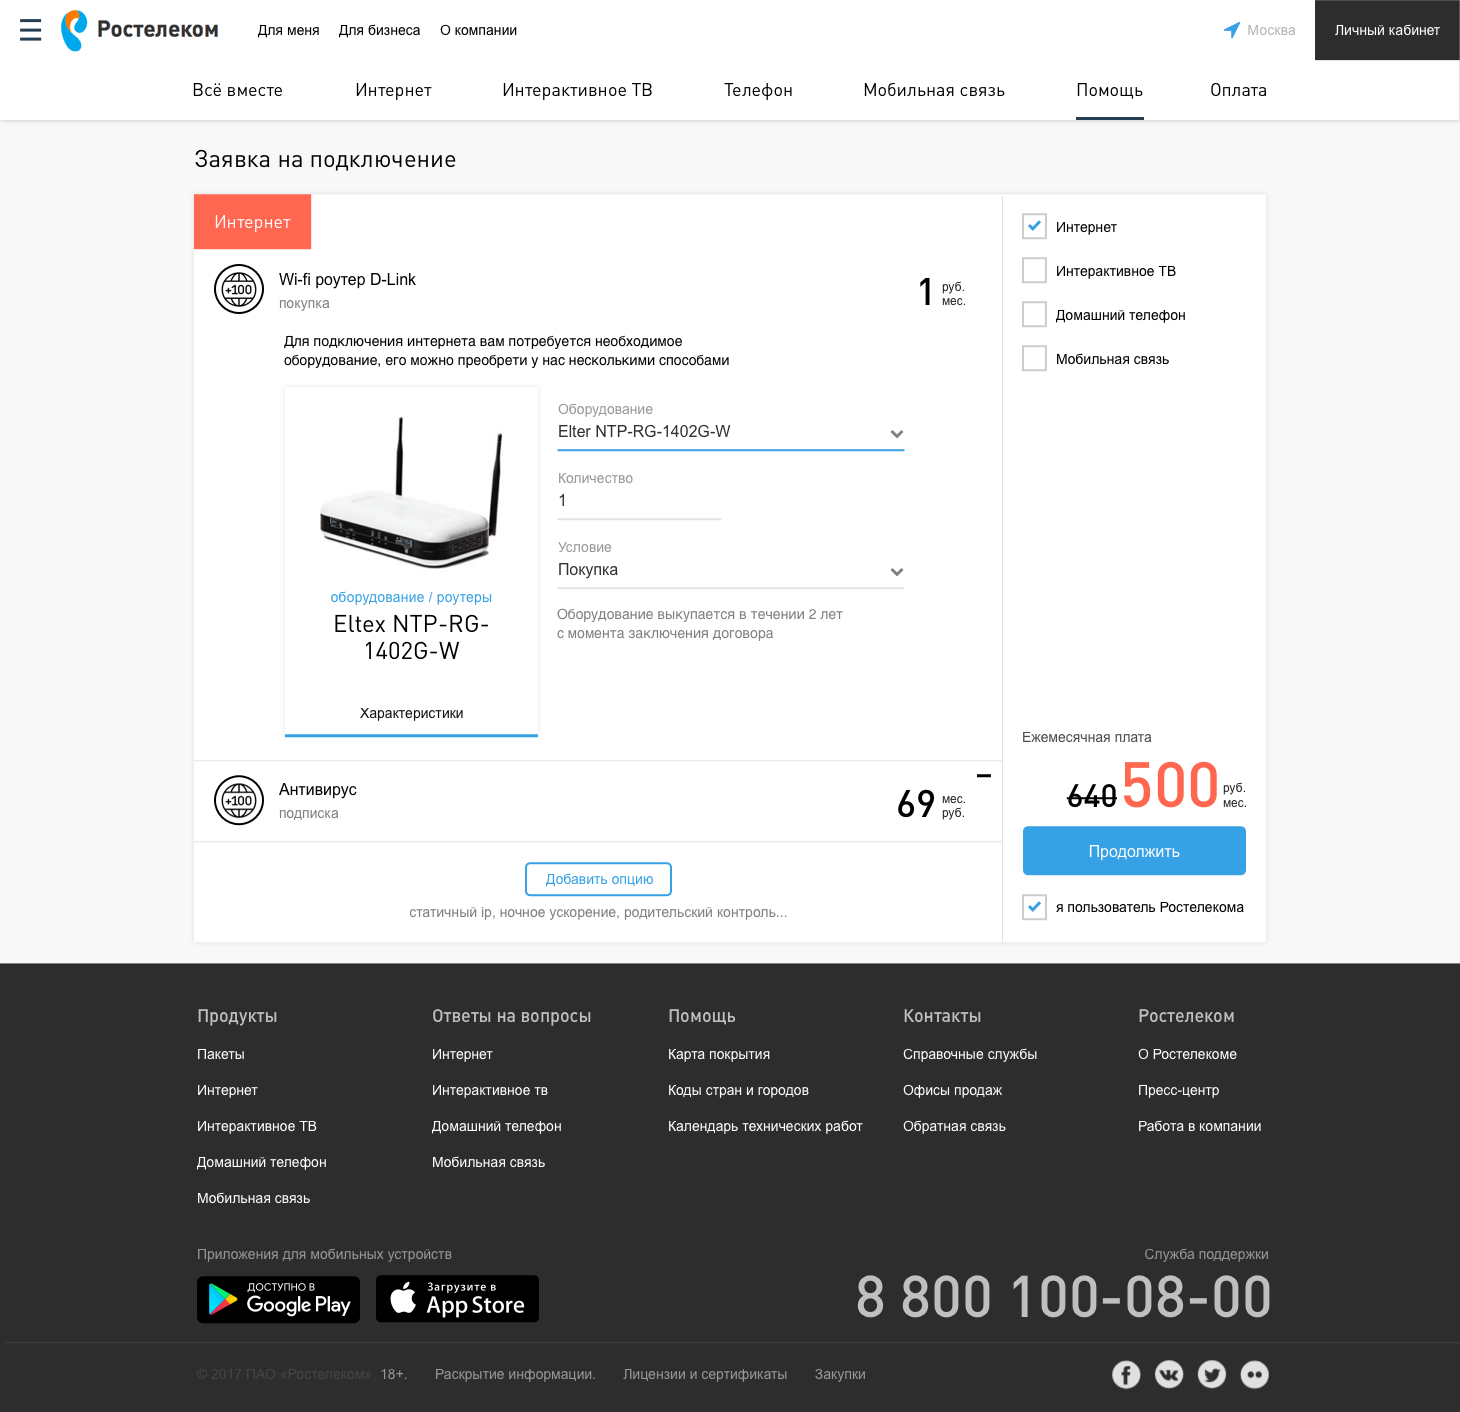 Ростелеком
Для меня
Для бизнеса
О компании
Москва
Личный кабинет
Всё вместе
Интернет
Интерактивное ТВ
Телефон
Мобильная связь
Помощь
Оплата
Заявка на подключение
Интернет
+100
Wi-fi роутер D-Link
покупка
1 руб.
мес.
Для подключения интернета вам потребуется необходимое
оборудование, его можно преобрети у нас несколькими способами
оборудование / роутеры
Eltex NTP-RG-
1402G-W
Характеристики
Оборудование
Elter NTP-RG-1402G-W
Количество
1
Условие
Покупка
Оборудование выкупается в течении 2 лет
с момента заключения договора
+100
Антивирус
подписка
69 мес.
руб.
Добавить опцию
статичный ip, ночное ускорение, родительский контроль...
Интернет
Интерактивное ТВ
Домашний телефон
Мобильная связь
Ежемесячная плата
640 500 руб.
мес.
Продолжить
я пользователь Ростелекома
Продукты
Пакеты
Интернет
Интерактивное ТВ
Домашний телефон
Мобильная связь
Ответы на вопросы
Интернет
Интерактивное тв
Домашний телефон
Мобильная связь
Помощь
Карта покрытия
Коды стран и городов
Календарь технических работ
Контакты
Справочные службы
Офисы продаж
Обратная связь
Ростелеком
О Ростелекоме
Пресс-центр
Работа в компании
Приложения для мобильных устройств
ДОСТУПНО В
Google Play
Загрузите в
App Store
Служба поддержки
8 800 100-08-00
© 2017 ПАО «Ростелеком». 18+.
Раскрытие информации.
Лицензии и сертификаты
Закупки